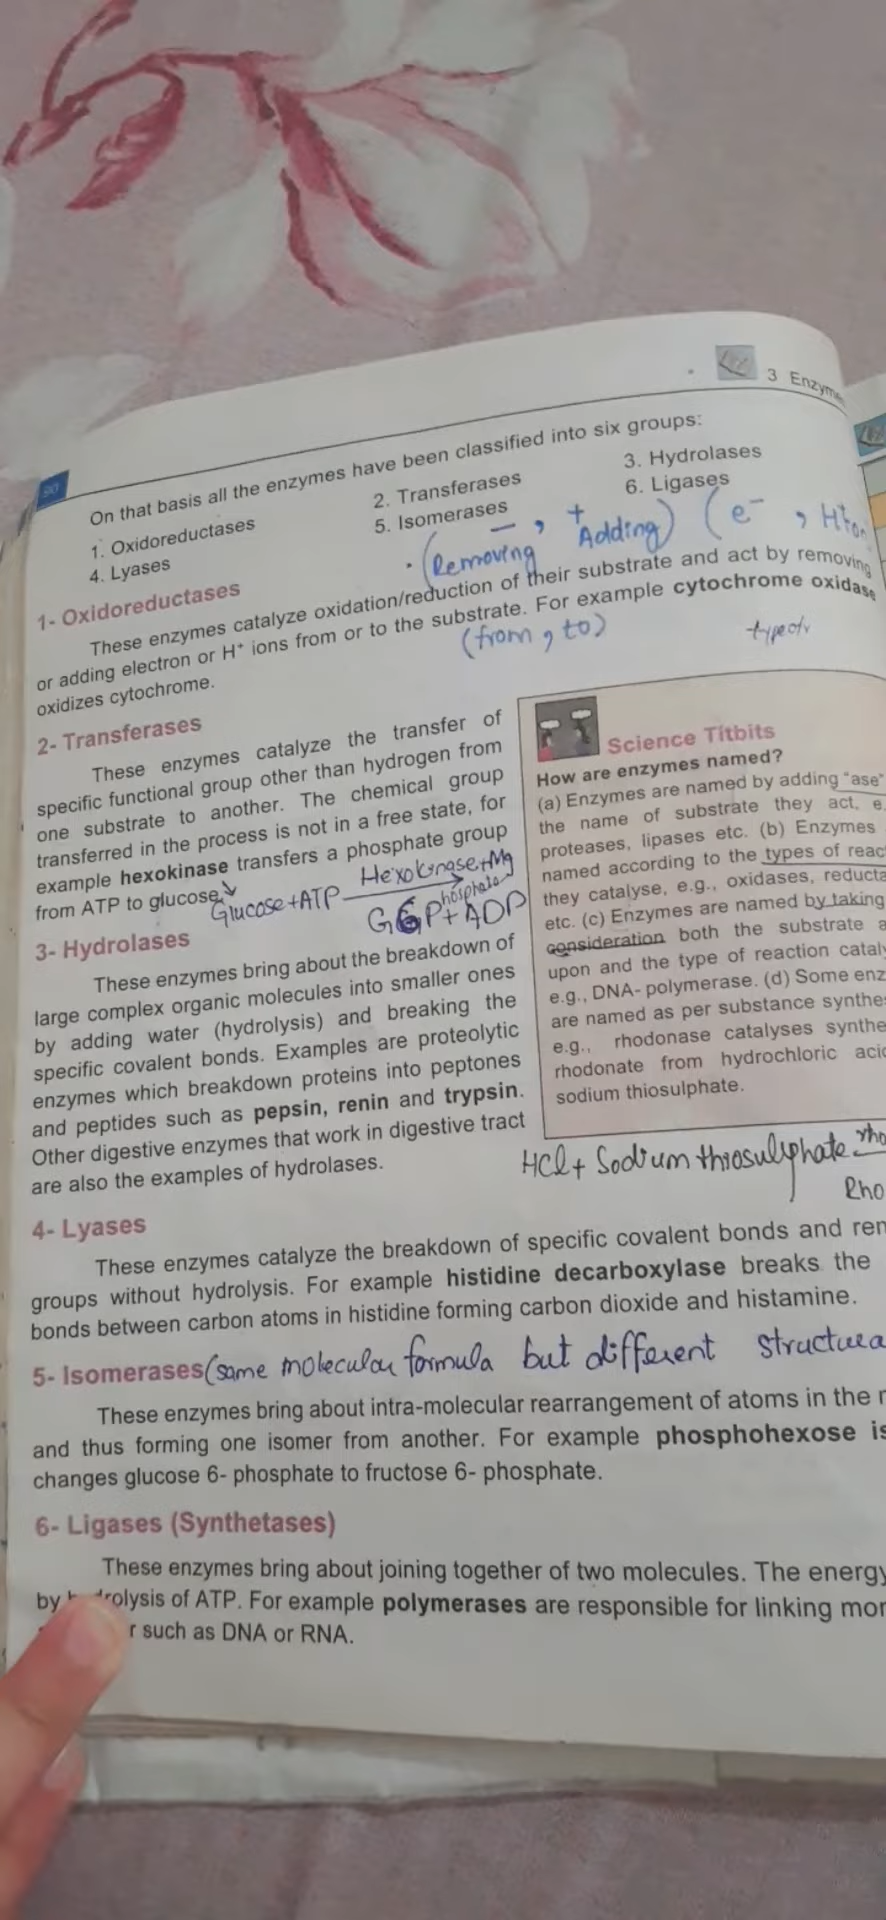 3 Enzym
90
On that basis all the enzymes have been classified into six groups:
1. Oxidoreductases 2. Transferases 3. Hydrolases
4. Lyases 5. Isomerases 6. Ligases
(Removing - , + Adding) (e⁻ , H⁺
1- Oxidoreductases
These enzymes catalyze oxidation/reduction of their substrate and act by removing
or adding electron or H⁺ ions from or to the substrate. For example cytochrome oxidase
oxidizes cytochrome.
(from , to)
2- Transferases
These enzymes catalyze the transfer of
specific functional group other than hydrogen from
one substrate to another. The chemical group
transferred in the process is not in a free state, for
example hexokinase transfers a phosphate group
from ATP to glucose
Glucose + ATP Hexokinase + Mg
G6P + ADP
phosphate
3- Hydrolases
These enzymes bring about the breakdown of
large complex organic molecules into smaller ones
by adding water (hydrolysis) and breaking the
specific covalent bonds. Examples are proteolytic
enzymes which breakdown proteins into peptones
and peptides such as pepsin, renin and trypsin.
Other digestive enzymes that work in digestive tract
are also the examples of hydrolases.
Science Titbits
How are enzymes named?
(a) Enzymes are named by adding "ase"
the name of substrate they act, e.
proteases, lipases etc. (b) Enzymes
named according to the types of reac
they catalyse, e.g., oxidases, reducta
etc. (c) Enzymes are named by taking
consideration both the substrate a
upon and the type of reaction cataly
e.g., DNA- polymerase. (d) Some enz
are named as per substance synthe
e.g., rhodonase catalyses synthe
rhodonate from hydrochloric aci
sodium thiosulphate.
HCl + Sodium throsulphate rho
Rho
4- Lyases
These enzymes catalyze the breakdown of specific covalent bonds and rem
groups without hydrolysis. For example histidine decarboxylase breaks the
bonds between carbon atoms in histidine forming carbon dioxide and histamine.
5- Isomerases (same molecular formula but different structura
These enzymes bring about intra-molecular rearrangement of atoms in the
and thus forming one isomer from another. For example phosphohexose is
changes glucose 6- phosphate to fructose 6- phosphate.
6- Ligases (Synthetases)
These enzymes bring about joining together of two molecules. The energy
by of ATP. For example polymerases are responsible for linking mor
such as DNA or RNA.